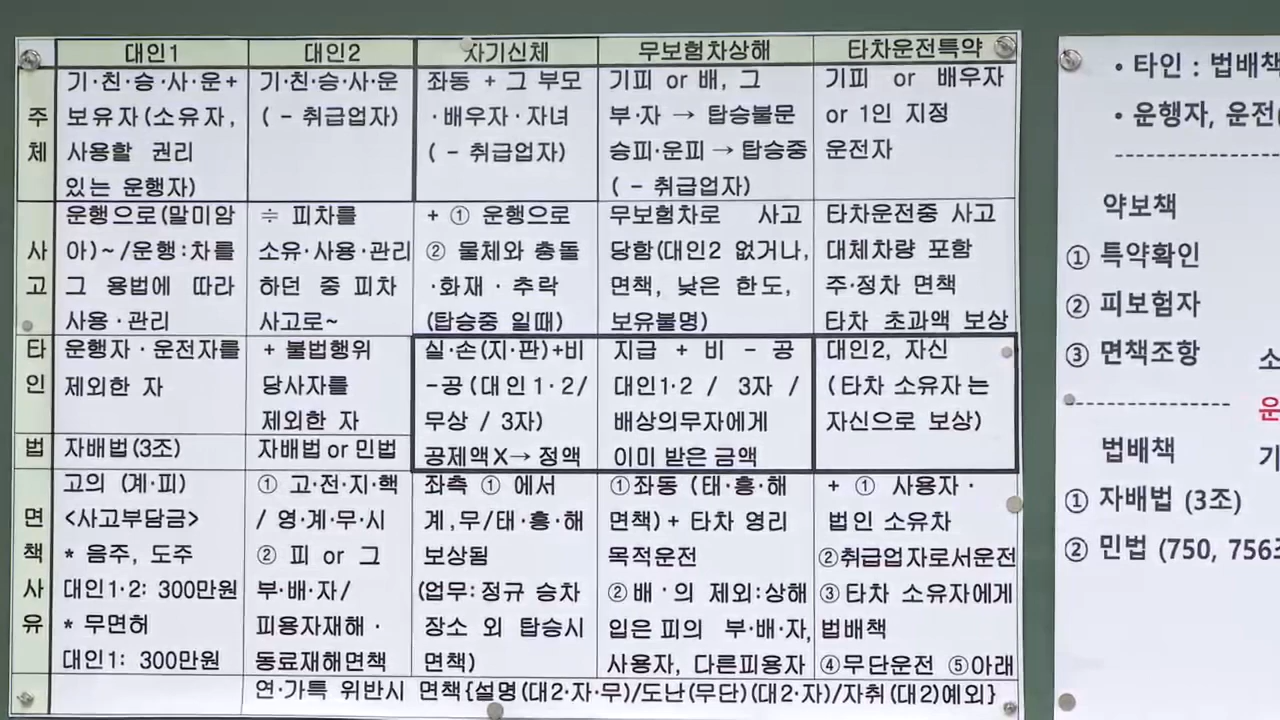 대인1 대인2 자기신체 무보험차상해 타차운전특약
주체
기·친·승·사·운+
보유자(소유자,
사용할 권리
있는 운행자)
기·친·승·사·운
( - 취급업자)
좌동 + 그 부모
·배우자·자녀
( - 취급업자)
기피 or 배, 그
부·자 → 탑승불문
승피·운피→탑승중
( - 취급업자)
기피 or 배우자
or 1인 지정
운전자
사고
운행으로(말미암
아)~/운행:차를
그 용법에 따라
사용·관리
≑ 피차를
소유·사용·관리
하던 중 피차
사고로~
+ ① 운행으로
② 물체와 충돌
·화재·추락
(탑승중 일때)
무보험차로 사고
당함(대인2 없거나,
면책, 낮은 한도,
보유불명)
타차운전중 사고
대체차량 포함
주·정차 면책
타차 초과액 보상
타인
운행자·운전자를
제외한 자
+ 불법행위
당사자를
제외한 자
실·손(지·판)+비
-공(대인1·2/
무상 / 3자)
공제액X→ 정액
지급 + 비 - 공
대인1·2 / 3자 /
배상의무자에게
이미 받은 금액
대인2, 자신
(타차 소유자는
자신으로 보상)
법
자배법(3조)
자배법 or 민법
면책사유
고의 (계·피)
<사고부담금>
* 음주, 도주
대인1·2: 300만원
* 무면허
대인1: 300만원
① 고·전·지·핵
/ 영·계·무·시
② 피 or 그
부·배·자/
피용자재해·
동료재해면책
좌측 ① 에서
계,무/태·흥·해
보상됨
(업무:정규 승차
장소 외 탑승시
면책)
①좌동 (태·흥·해
면책)+ 타차 영리
목적운전
②배·의 제외:상해
입은 피의 부·배·자,
사용자, 다른피용자
+ ① 사용자·
법인 소유차
②취급업자로서운전
③타차 소유자에게
법배책
④무단운전 ⑤아래
연·가특 위반시 면책{설명(대2·자·무)/도난(무단)(대2·자)/자취(대2)예외}
• 타인 : 법배책
• 운행자, 운전
약보책
① 특약확인
② 피보험자
③ 면책조항
소
운
법배책
기
① 자배법 (3조)
② 민법 (750, 756조